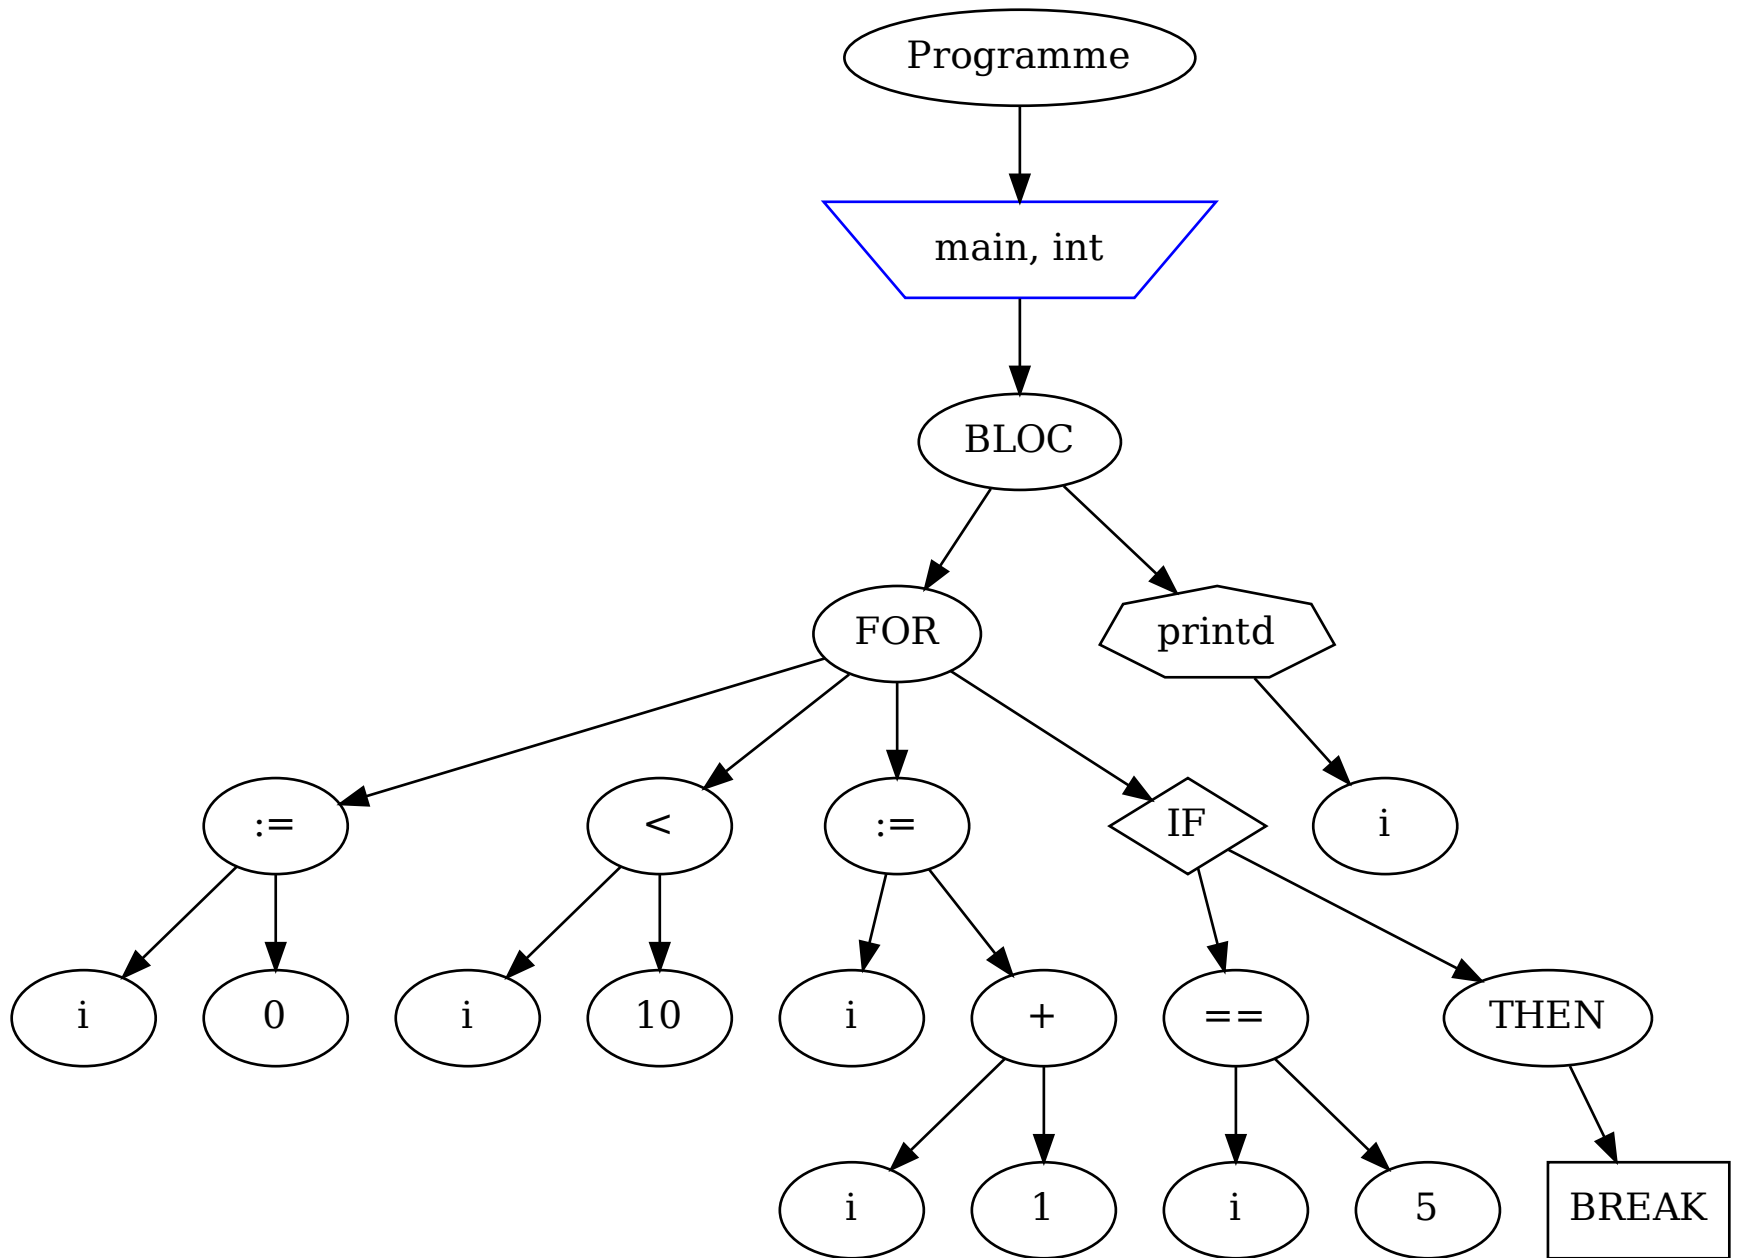 Programme
main, int
BLOC
FOR
printd
:=
<
:=
IF
i
i
0
i
10
i
+
==
THEN
i
1
i
5
BREAK